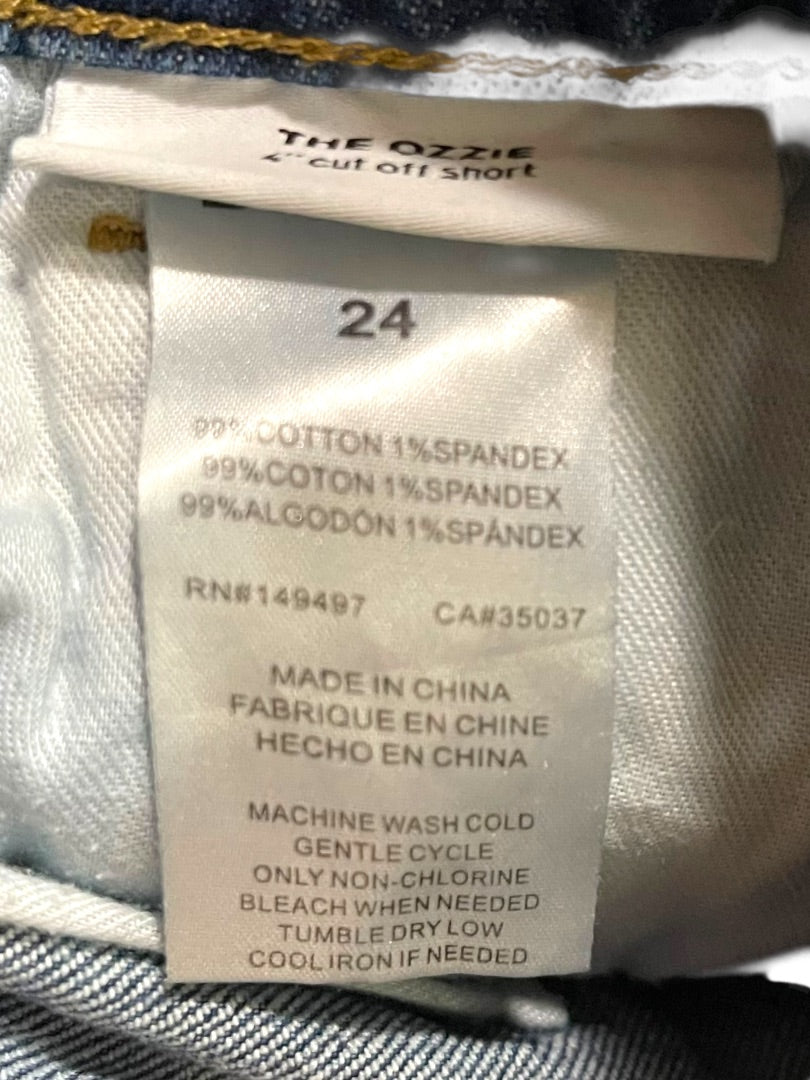 THE OZZIE
4" cut off short
24
99% COTTON 1%SPANDEX
99%COTON 1%SPANDEX
99%ALGODÓN 1%SPÁNDEX
RN#149497 CA#35037
MADE IN CHINA
FABRIQUE EN CHINE
HECHO EN CHINA
MACHINE WASH COLD
GENTLE CYCLE
ONLY NON-CHLORINE
BLEACH WHEN NEEDED
TUMBLE DRY LOW
COOL IRON IF NEEDED